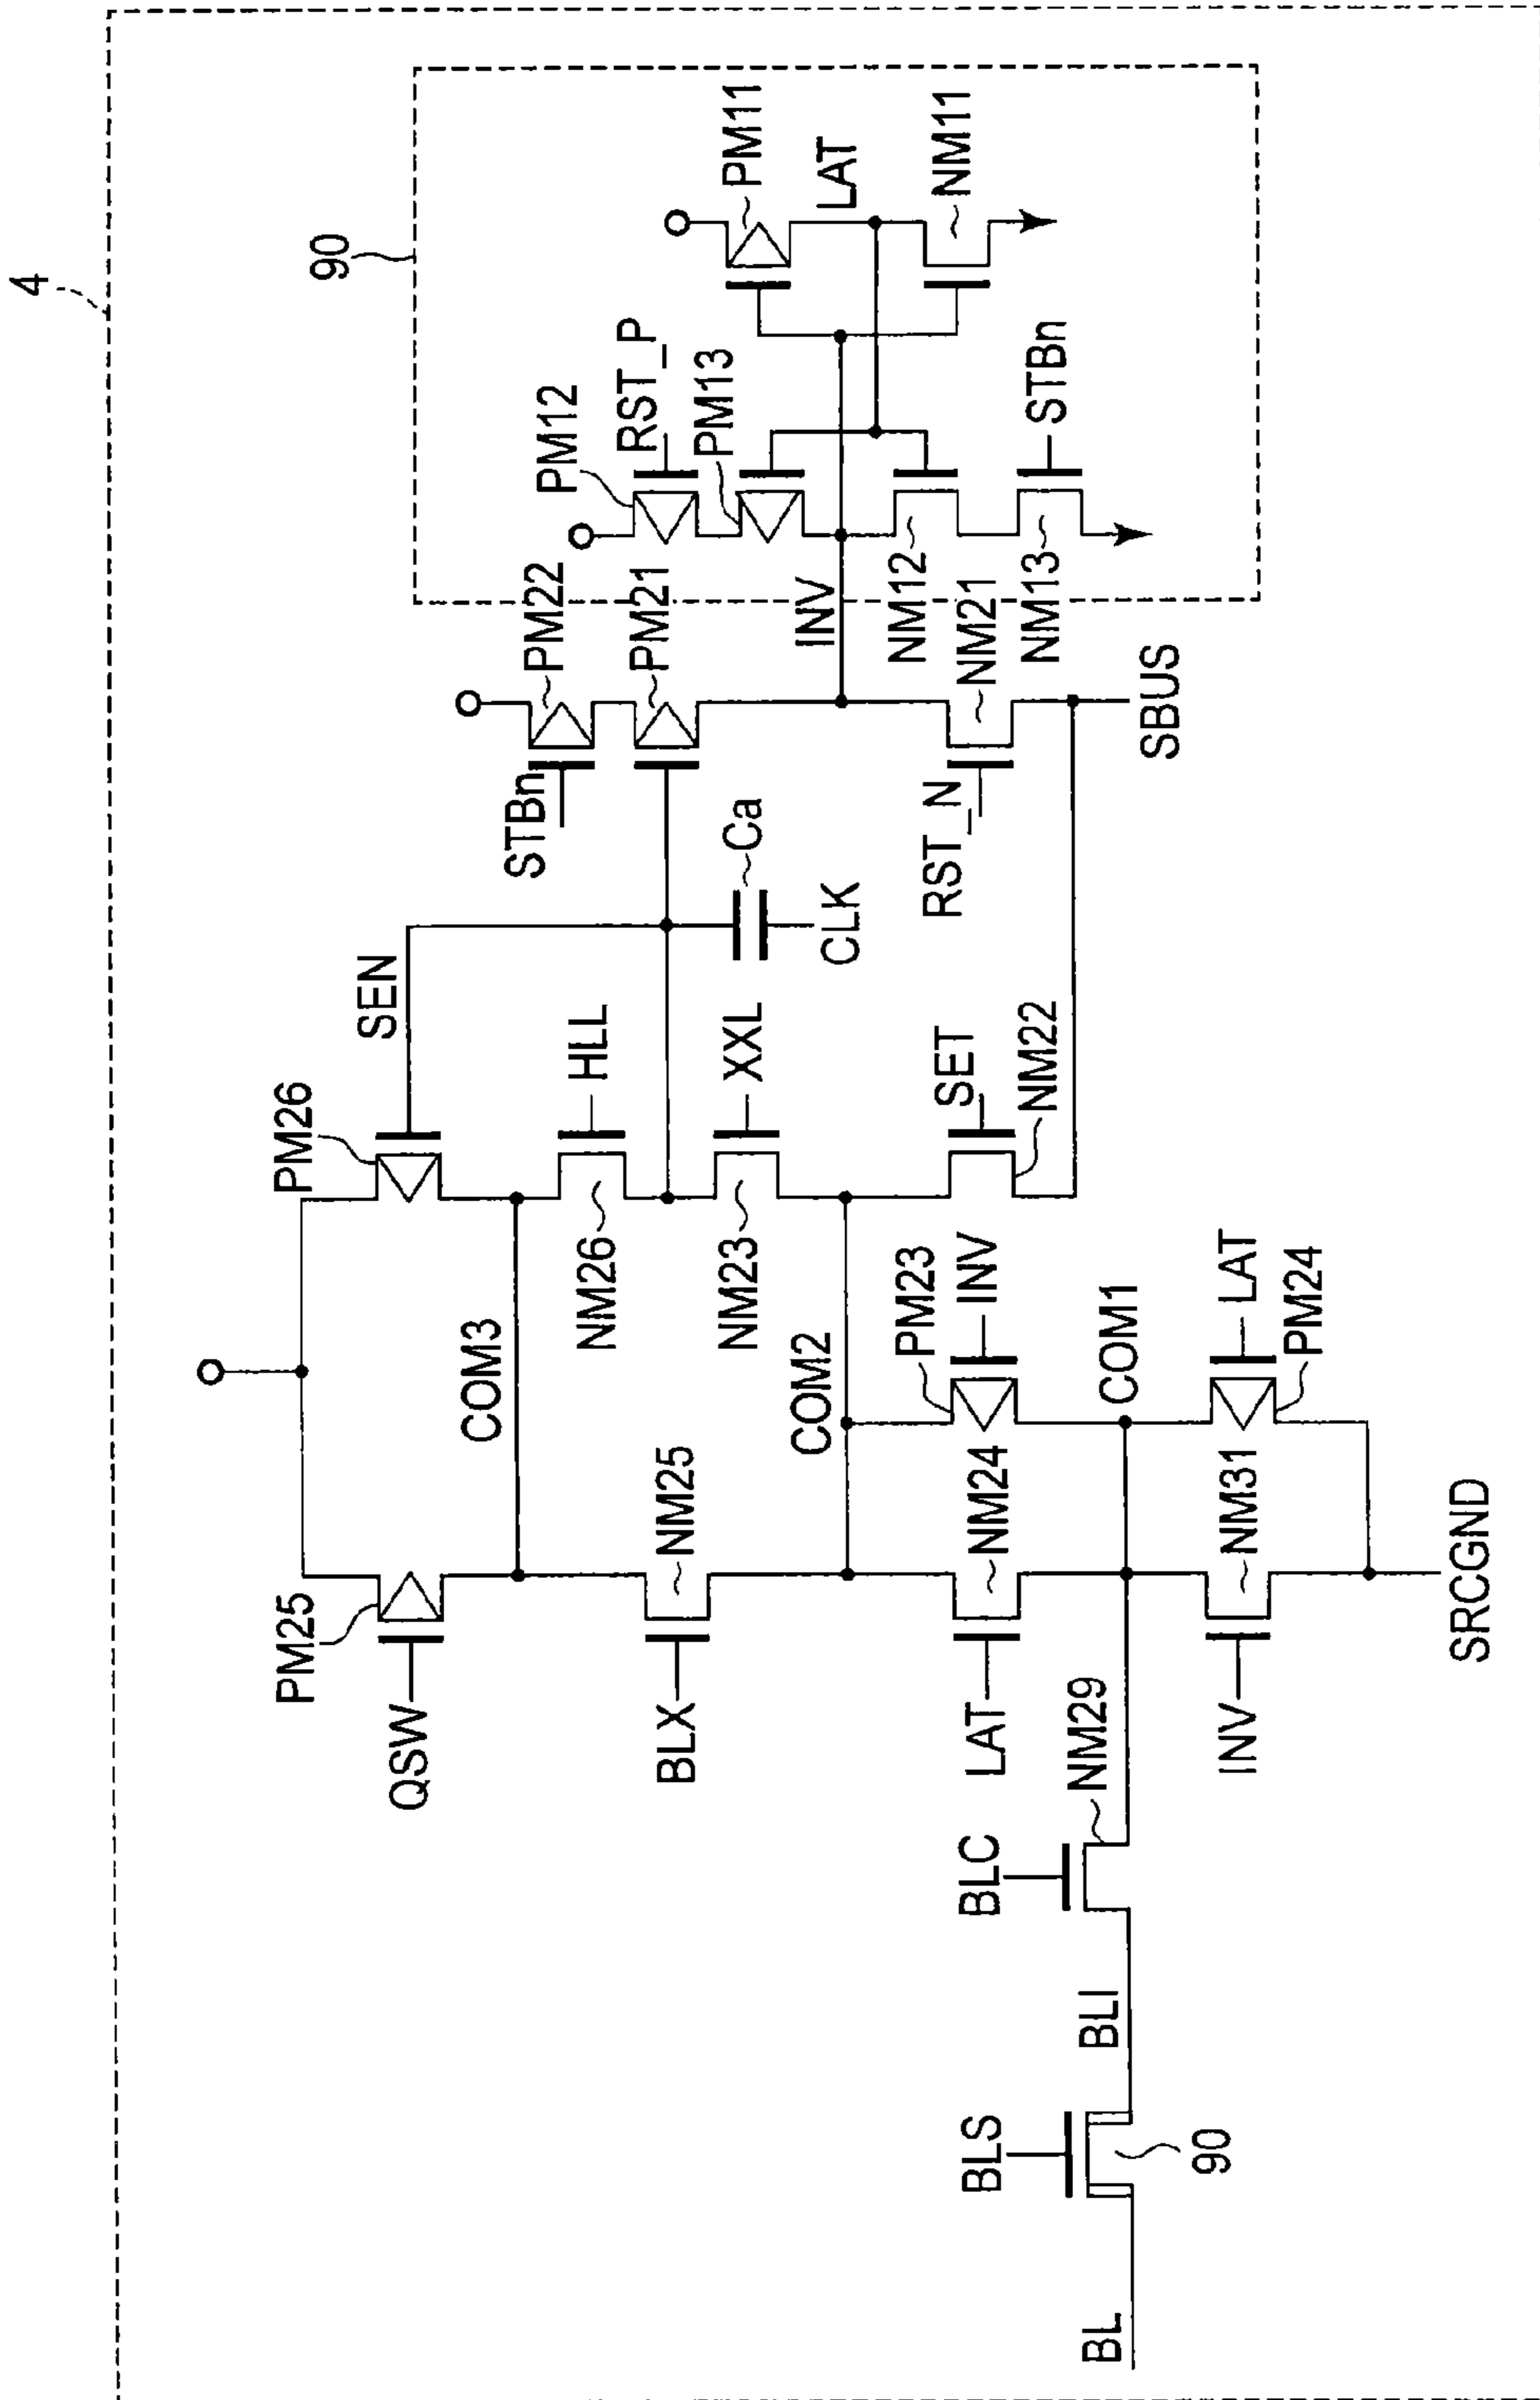 4
90
PM11
LAT
NM11
PM12
RST_P
PM13
STBn
NM12
NM13
INV
PM22
PM21
NM21
SBUS
STBn
RST_N
Ca
CLK
SEN
HLL
XXL
SET
NM22
PM26
NM26
NM23
COM3
COM2
PM23
INV
COM1
LAT
PM24
PM25
NM25
NM24
NM31
SRCGND
QSW
BLX
LAT
INV
NM29
BLC
BLI
BLS
90
BL